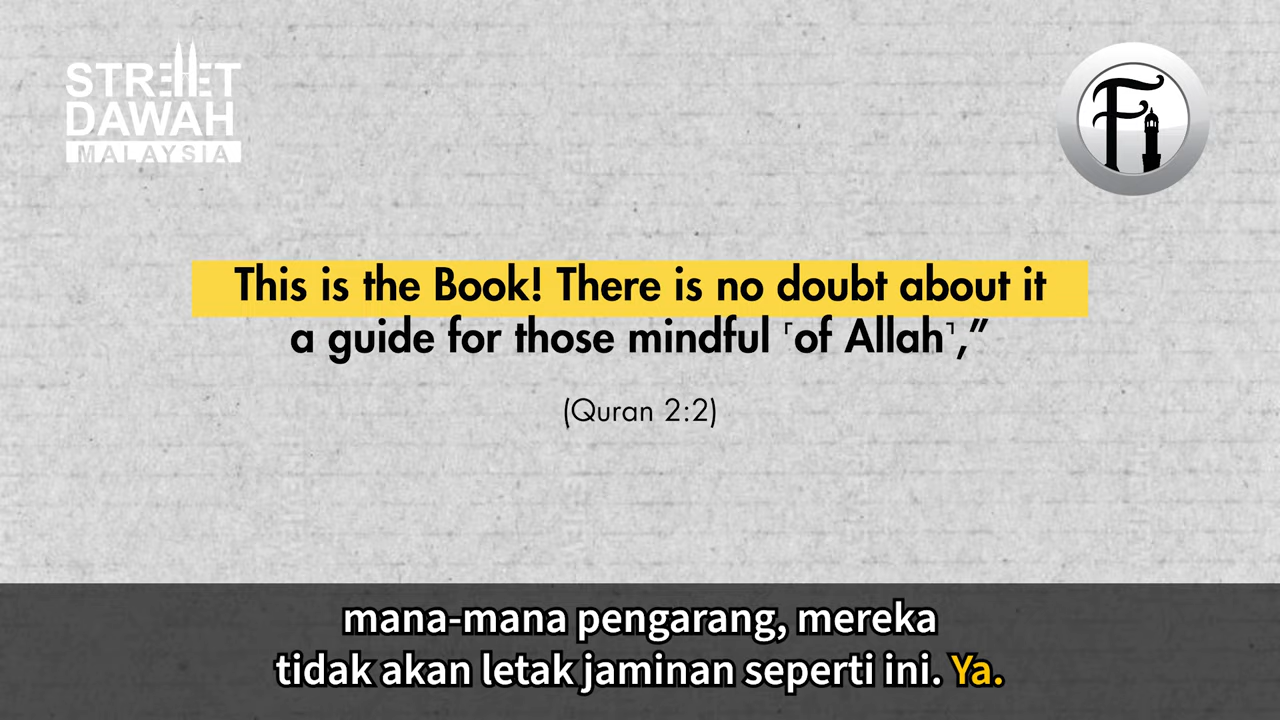 STREET
DAWAH
MALAYSIA
Fi
This is the Book! There is no doubt about it
a guide for those mindful ⸢of Allah⸣,”
(Quran 2:2)
mana-mana pengarang, mereka
tidak akan letak jaminan seperti ini. Ya.